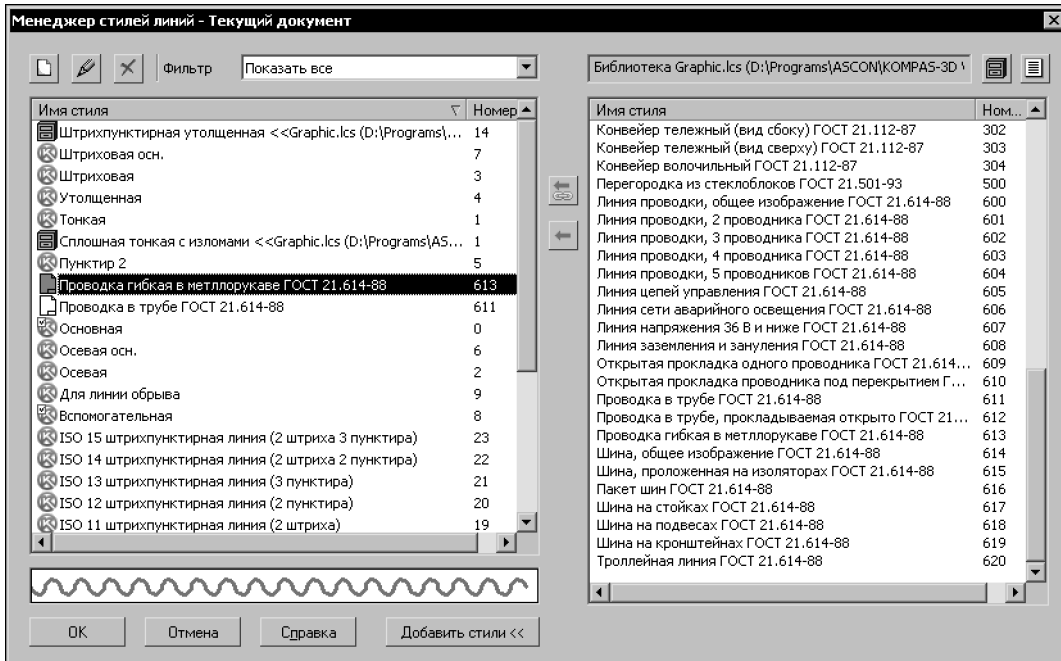 Менеджер стилей линий - Текущий документ
Фильтр
Показать все
Библиотека Graphic.lcs (D:\Programs\ASCON\KOMPAS-3D
Имя стиля Номер
Штрихпунктирная утолщенная <<Graphic.lcs (D:\Programs\... 14
Штриховая осн. 7
Штриховая 3
Утолщенная 4
Тонкая 1
Сплошная тонкая с изломами <<Graphic.lcs (D:\Programs\AS... 1
Пунктир 2 5
Проводка гибкая в метллорукаве ГОСТ 21.614-88 613
Проводка в трубе ГОСТ 21.614-88 611
Основная 0
Осевая осн. 6
Осевая 2
Для линии обрыва 9
Вспомогательная 8
ISO 15 штрихпунктирная линия (2 штриха 3 пунктира) 23
ISO 14 штрихпунктирная линия (2 штриха 2 пунктира) 22
ISO 13 штрихпунктирная линия (3 пунктира) 21
ISO 12 штрихпунктирная линия (2 пунктира) 20
ISO 11 штрихпунктирная линия (2 штриха) 19
Имя стиля Ном...
Конвейер тележный (вид сбоку) ГОСТ 21.112-87 302
Конвейер тележный (вид сверху) ГОСТ 21.112-87 303
Конвейер волочильный ГОСТ 21.112-87 304
Перегородка из стеклоблоков ГОСТ 21.501-93 500
Линия проводки, общее изображение ГОСТ 21.614-88 600
Линия проводки, 2 проводника ГОСТ 21.614-88 601
Линия проводки, 3 проводника ГОСТ 21.614-88 602
Линия проводки, 4 проводника ГОСТ 21.614-88 603
Линия проводки, 5 проводников ГОСТ 21.614-88 604
Линия цепей управления ГОСТ 21.614-88 605
Линия сети аварийного освещения ГОСТ 21.614-88 606
Линия напряжения 36 В и ниже ГОСТ 21.614-88 607
Линия заземления и зануления ГОСТ 21.614-88 608
Открытая прокладка одного проводника ГОСТ 21.614... 609
Открытая прокладка проводника под перекрытием Г... 610
Проводка в трубе ГОСТ 21.614-88 611
Проводка в трубе, прокладываемая открыто ГОСТ 21... 612
Проводка гибкая в метллорукаве ГОСТ 21.614-88 613
Шина, общее изображение ГОСТ 21.614-88 614
Шина, проложенная на изоляторах ГОСТ 21.614-88 615
Пакет шин ГОСТ 21.614-88 616
Шина на стойках ГОСТ 21.614-88 617
Шина на подвесах ГОСТ 21.614-88 618
Шина на кронштейнах ГОСТ 21.614-88 619
Троллейная линия ГОСТ 21.614-88 620
OK
Отмена
Справка
Добавить стили <<